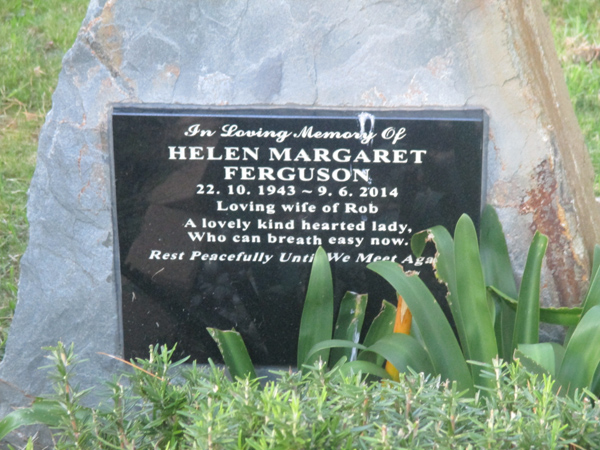 In Loving Memory Of
HELEN MARGARET
FERGUSON
22. 10. 1943 ~ 9. 6. 2014
Loving wife of Rob
A lovely kind hearted lady,
Who can breath easy now.
Rest Peacefully Until We Meet